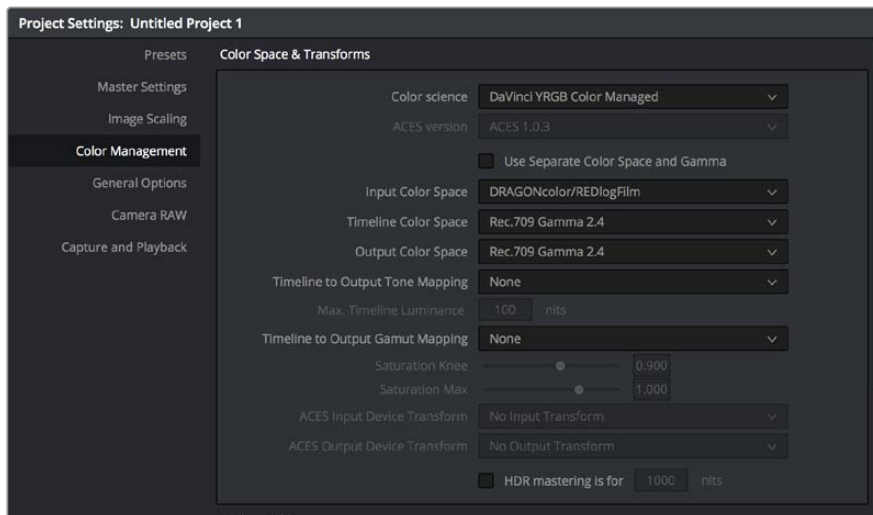 Project Settings: Untitled Project 1
Presets
Master Settings
Image Scaling
Color Management
General Options
Camera RAW
Capture and Playback
Color Space & Transforms
Color science DaVinci YRGB Color Managed
ACES version ACES 1.0.3
Use Separate Color Space and Gamma
Input Color Space DRAGONcolor/REDlogFilm
Timeline Color Space Rec.709 Gamma 2.4
Output Color Space Rec.709 Gamma 2.4
Timeline to Output Tone Mapping None
Max. Timeline Luminance 100 nits
Timeline to Output Gamut Mapping None
Saturation Knee 0.900
Saturation Max 1.000
ACES Input Device Transform No Input Transform
ACES Output Device Transform No Output Transform
HDR mastering is for 1000 nits